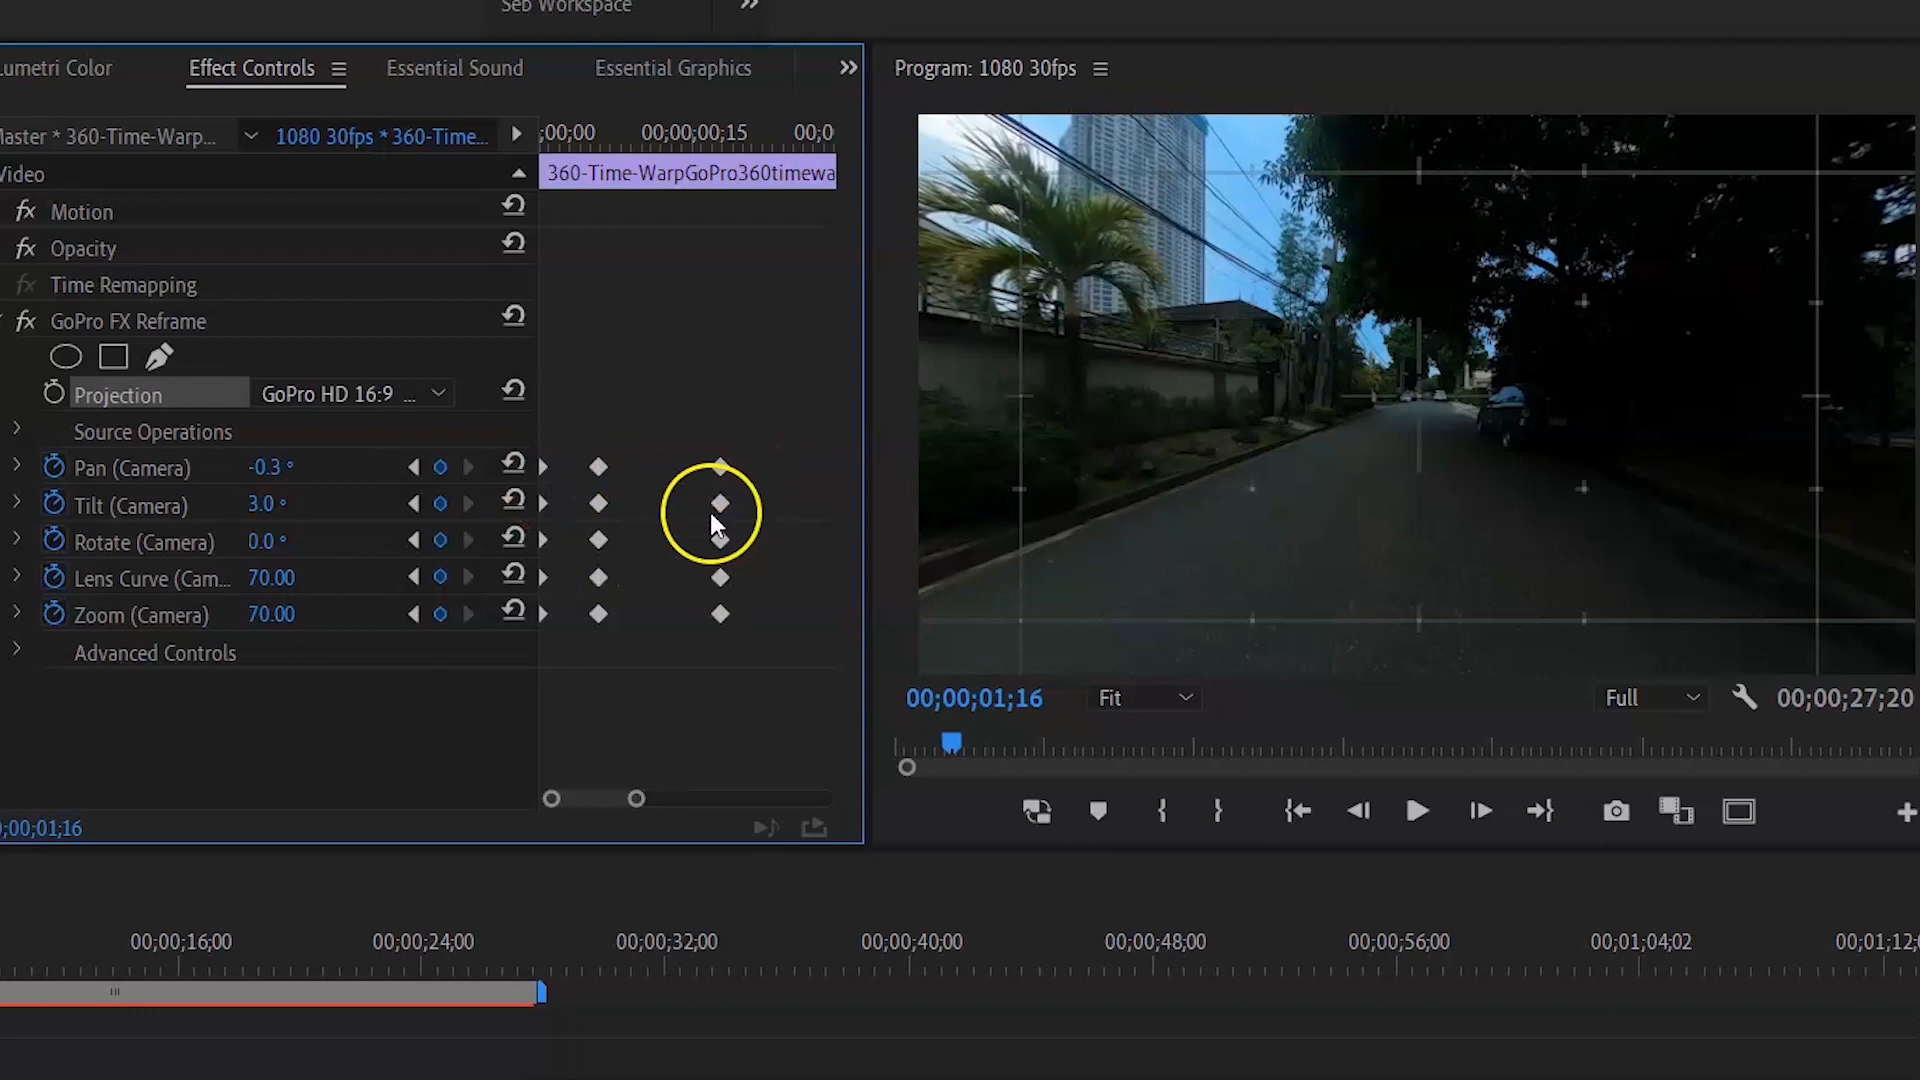 Seb Workspace
Lumetri Color
Effect Controls
Essential Sound
Essential Graphics
Program: 1080 30fps
Master * 360-Time-Warp...
1080 30fps * 360-Time...
;00;00
00;00;00;15
00;0
Video
360-Time-WarpGoPro360timewa
fx Motion
fx Opacity
fx Time Remapping
fx GoPro FX Reframe
Projection
GoPro HD 16:9 ...
Source Operations
Pan (Camera)
-0.3 °
Tilt (Camera)
3.0 °
Rotate (Camera)
0.0 °
Lens Curve (Cam...
70.00
Zoom (Camera)
70.00
Advanced Controls
00;00;01;16
Fit
Full
00;00;27;20
;00;01;16
00;00;16;00
00;00;24;00
00;00;32;00
00;00;40;00
00;00;48;00
00;00;56;00
00;01;04;02
00;01;12;0